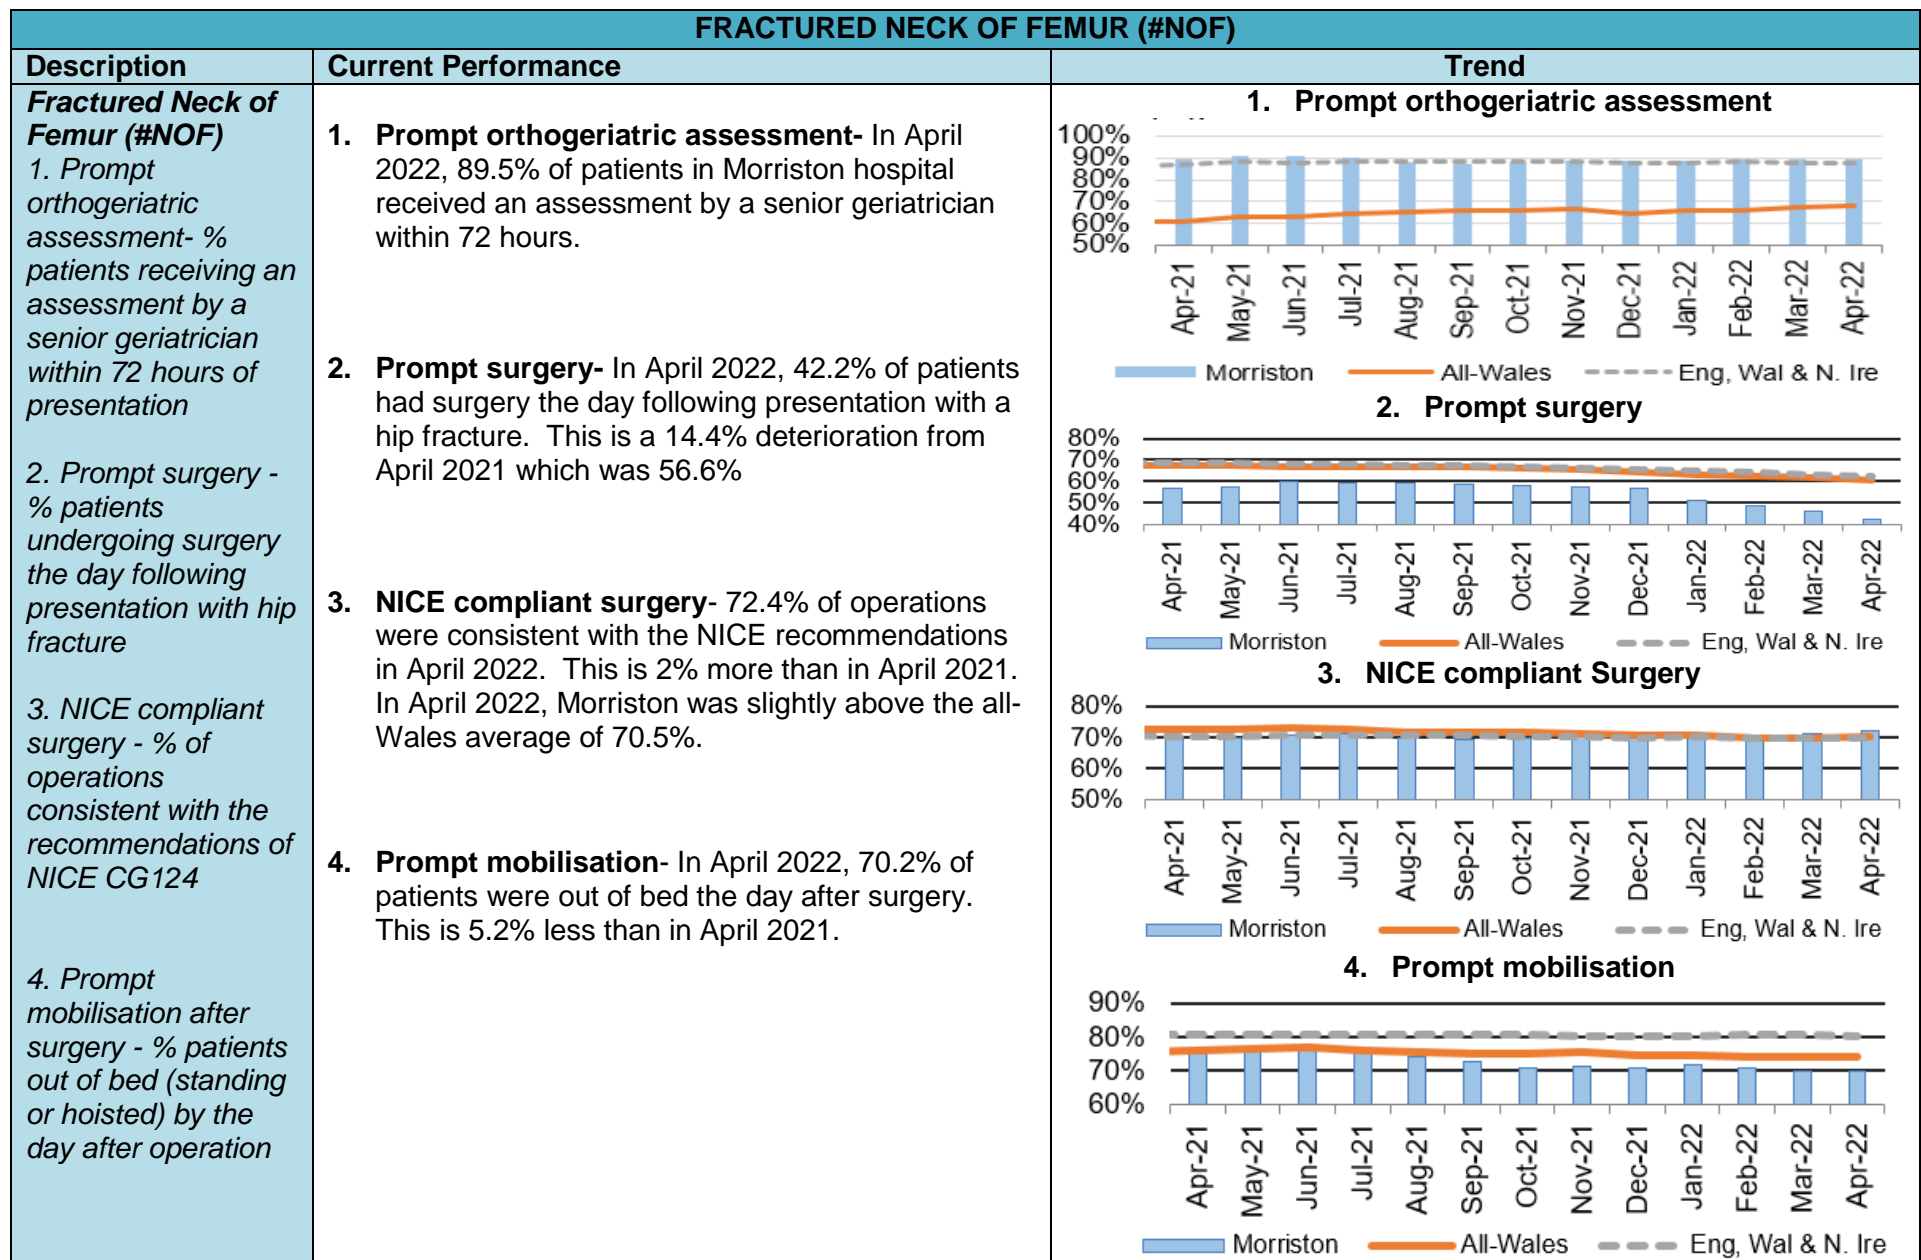 FRACTURED NECK OF FEMUR (#NOF)
Description
Current Performance
Trend
Fractured Neck of
Femur (#NOF)
1. Prompt
orthogeriatric
assessment- %
patients receiving an
assessment by a
senior geriatrician
within 72 hours of
presentation
2. Prompt surgery -
% patients
undergoing surgery
the day following
presentation with hip
fracture
3. NICE compliant
surgery - % of
operations
consistent with the
recommendations of
NICE CG124
4. Prompt
mobilisation after
surgery - % patients
out of bed (standing
or hoisted) by the
day after operation
1. Prompt orthogeriatric assessment- In April
2022, 89.5% of patients in Morriston hospital
received an assessment by a senior geriatrician
within 72 hours.
2. Prompt surgery- In April 2022, 42.2% of patients
had surgery the day following presentation with a
hip fracture.  This is a 14.4% deterioration from
April 2021 which was 56.6%
3. NICE compliant surgery- 72.4% of operations
were consistent with the NICE recommendations
in April 2022.  This is 2% more than in April 2021.
In April 2022, Morriston was slightly above the all-
Wales average of 70.5%.
4. Prompt mobilisation- In April 2022, 70.2% of
patients were out of bed the day after surgery.
This is 5.2% less than in April 2021.
1. Prompt orthogeriatric assessment
100%
90%
80%
70%
60%
50%
Apr-21 May-21 Jun-21 Jul-21 Aug-21 Sep-21 Oct-21 Nov-21 Dec-21 Jan-22 Feb-22 Mar-22 Apr-22
Morriston All-Wales Eng, Wal & N. Ire
2. Prompt surgery
80%
70%
60%
50%
40%
Apr-21 May-21 Jun-21 Jul-21 Aug-21 Sep-21 Oct-21 Nov-21 Dec-21 Jan-22 Feb-22 Mar-22 Apr-22
Morriston All-Wales Eng, Wal & N. Ire
3. NICE compliant Surgery
80%
70%
60%
50%
Apr-21 May-21 Jun-21 Jul-21 Aug-21 Sep-21 Oct-21 Nov-21 Dec-21 Jan-22 Feb-22 Mar-22 Apr-22
Morriston All-Wales Eng, Wal & N. Ire
4. Prompt mobilisation
90%
80%
70%
60%
Apr-21 May-21 Jun-21 Jul-21 Aug-21 Sep-21 Oct-21 Nov-21 Dec-21 Jan-22 Feb-22 Mar-22 Apr-22
Morriston All-Wales Eng, Wal & N. Ire